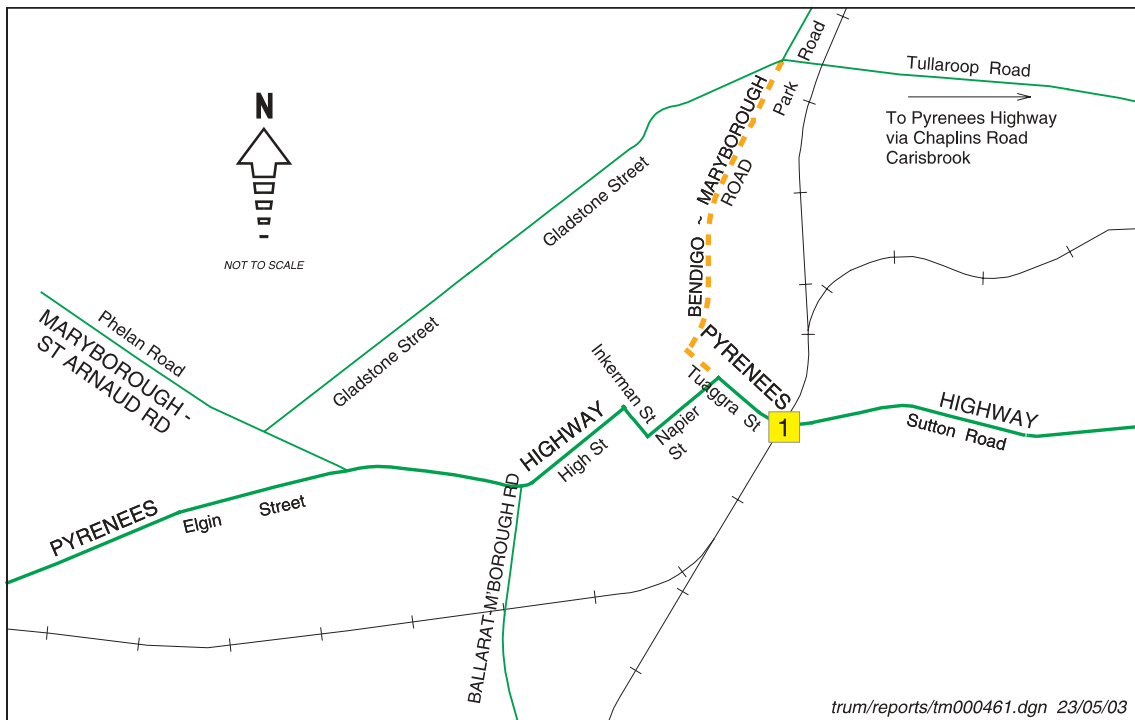 Road
Park
Tullaroop Road
To Pyrenees Highway
via Chaplins Road
Carisbrook
N
NOT TO SCALE
BENDIGO ~ MARYBOROUGH
ROAD
Gladstone Street
Gladstone Street
Phelan Road
MARYBOROUGH -
ST ARNAUD RD
PYRENEES
Tuaggra St
Inkerman St
Napier
St
HIGHWAY
High St
1
HIGHWAY
Sutton Road
PYRENEES
Elgin Street
BALLARAT-M'BOROUGH RD
trum/reports/tm000461.dgn 23/05/03